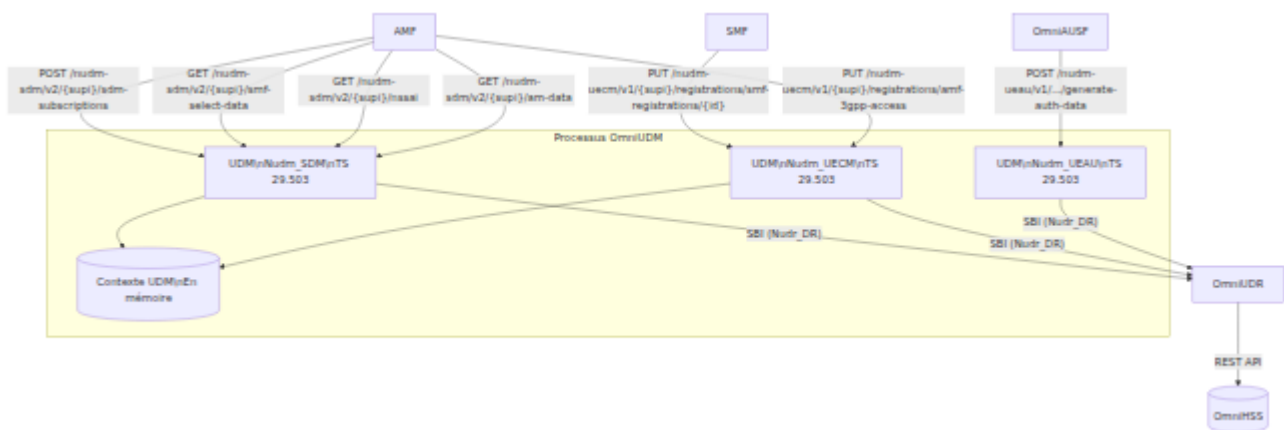 AMF
SMF
OmniAUSF
POST /nudm-
sdm/v2/{supi}/sdm-
subscriptions
GET /nudm-
sdm/v2/{supi}/smf-
select-data
GET /nudm-
sdm/v2/{supi}/nssai
GET /nudm-
sdm/v2/{supi}/am-data
PUT /nudm-
uecm/v1/{supi}/registrations/smf-
registrations/{id}
PUT /nudm-
uecm/v1/{supi}/registrations/amf-
3gpp-access
POST /nudm-
ueau/v1/.../generate-
auth-data
Processus OmniUDM
UDM\nNudm_SDM\nTS
29.503
UDM\nNudm_UECM\nTS
29.503
UDM\nNudm_UEAU\nTS
29.503
SBI (Nudr_DR)
SBI (Nudr_DR)
SBI (Nudr_DR)
Contexte UDM\nEn
mémoire
OmniUDR
REST API
OmniHSS